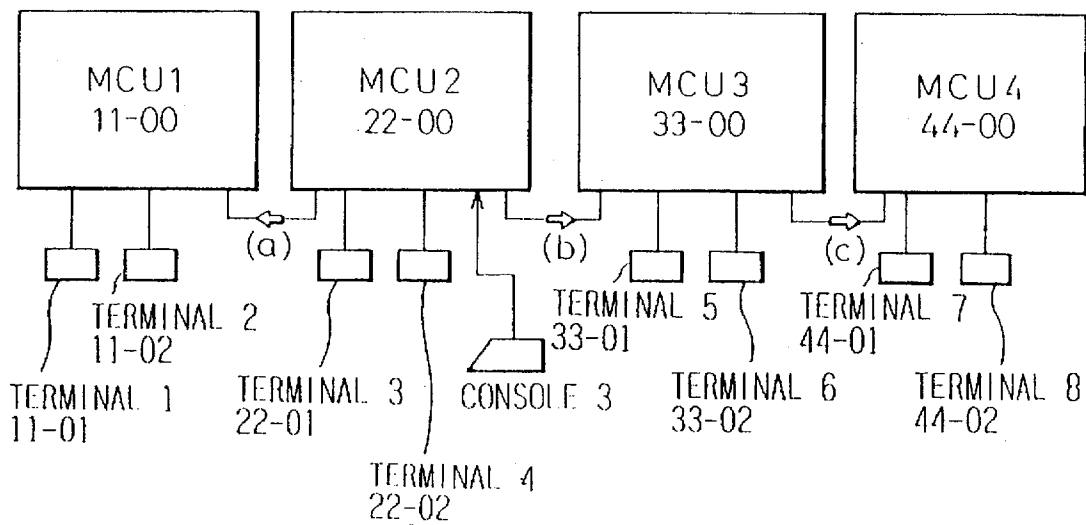 MCU1
11-00
MCU2
22-00
MCU3
33-00
MCU4
44-00
(a)
(b)
(c)
TERMINAL 1
11-01
TERMINAL 2
11-02
TERMINAL 3
22-01
TERMINAL 4
22-02
CONSOLE 3
TERMINAL 5
33-01
TERMINAL 6
33-02
TERMINAL 7
44-01
TERMINAL 8
44-02